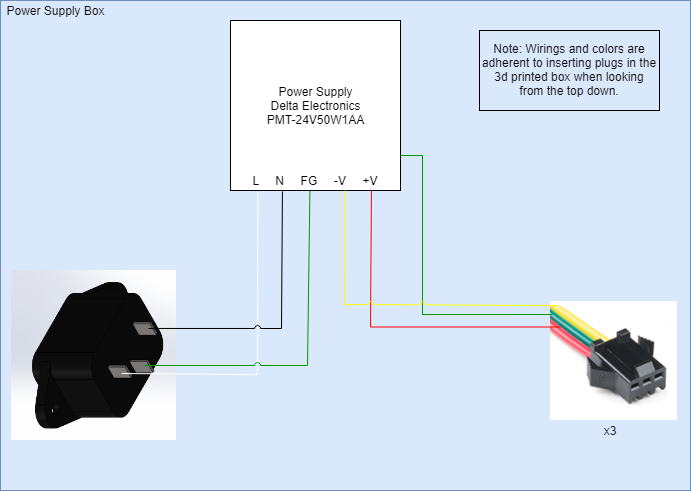 Power Supply Box
Note: Wirings and colors are
adherent to inserting plugs in the
3d printed box when looking
from the top down.
Power Supply
Delta Electronics
PMT-24V50W1AA
L N FG -V +V
x3